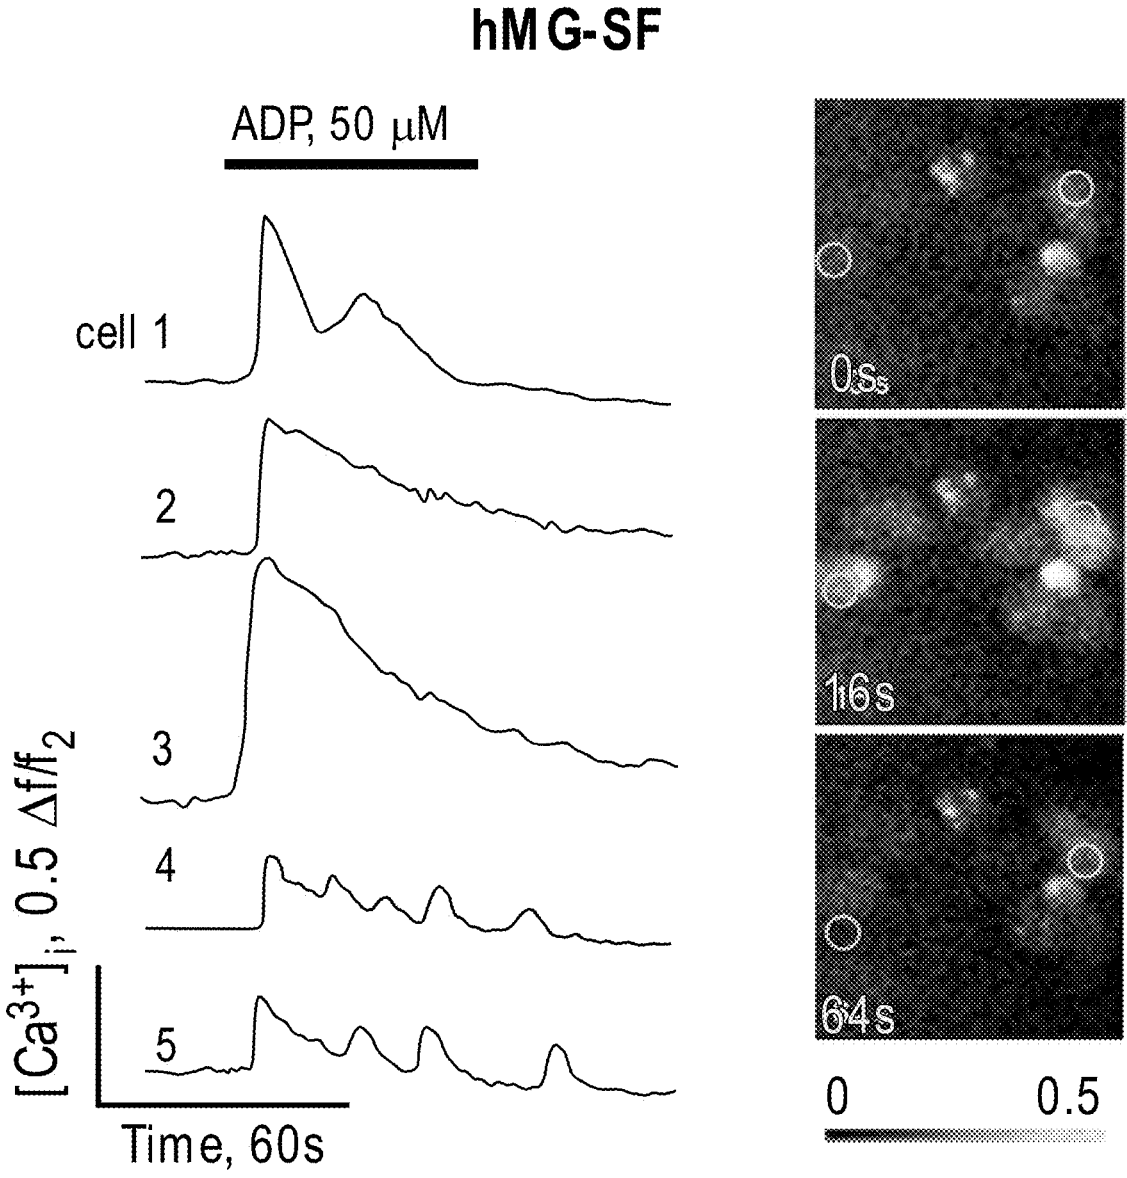 hMG-SF
ADP, 50 µM
cell 1
2
3
4
5
[Ca³⁺]i, 0.5 Δf/f₂
Time, 60s
0s
16s
64s
0 0.5